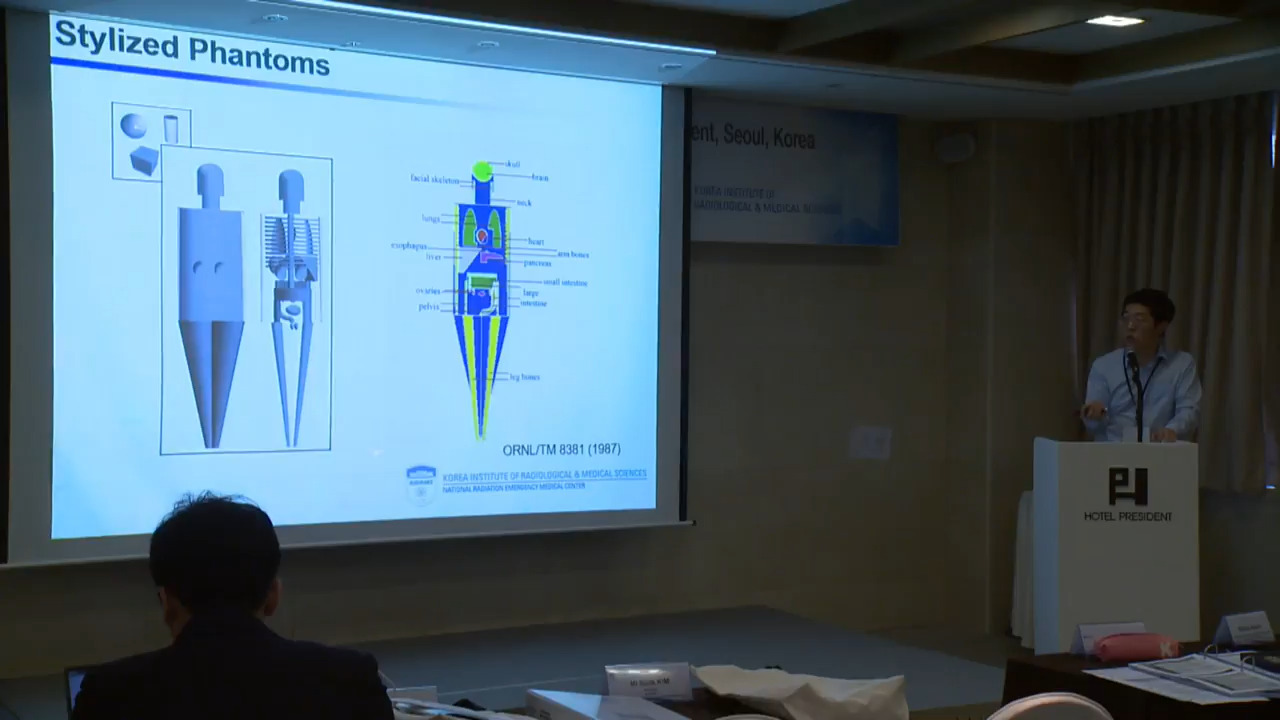 Stylized Phantoms
skull
brain
facial skeleton
neck
lungs
heart
esophagus
arm bones
liver
pancreas
small intestine
ovaries
large
intestine
pelvis
leg bones
ORNL/TM 8381 (1987)
KOREA INSTITUTE OF RADIOLOGICAL & MEDICAL SCIENCES
NATIONAL RADIATION EMERGENCY MEDICAL CENTER
ent, Seoul, Korea
KOREA INSTITUTE OF
RADIOLOGICAL & MEDICAL SCIENCES
HOTEL PRESIDENT